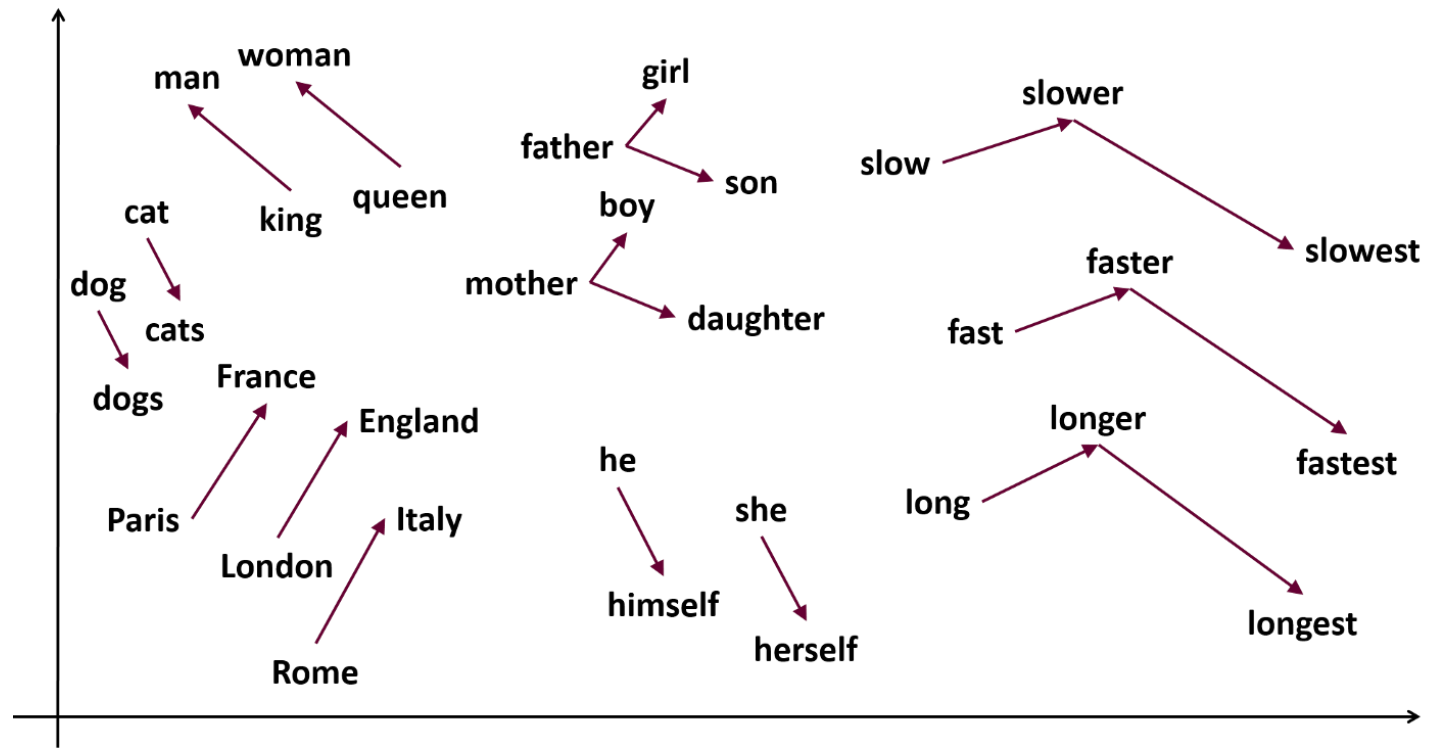 woman
man
girl
slower
father
slow
son
queen
boy
cat
king
slowest
faster
dog
mother
daughter
cats
fast
France
dogs
England
longer
he
fastest
long
she
Paris
Italy
London
himself
longest
herself
Rome